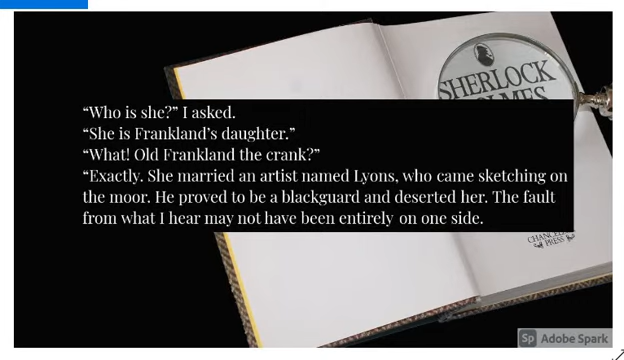 SHERLOCK
HOLMES
“Who is she?” I asked.
“She is Frankland’s daughter.”
“What! Old Frankland the crank?”
“Exactly. She married an artist named Lyons, who came sketching on
the moor. He proved to be a blackguard and deserted her. The fault
from what I hear may not have been entirely on one side.
PRESS
Sp Adobe Spark